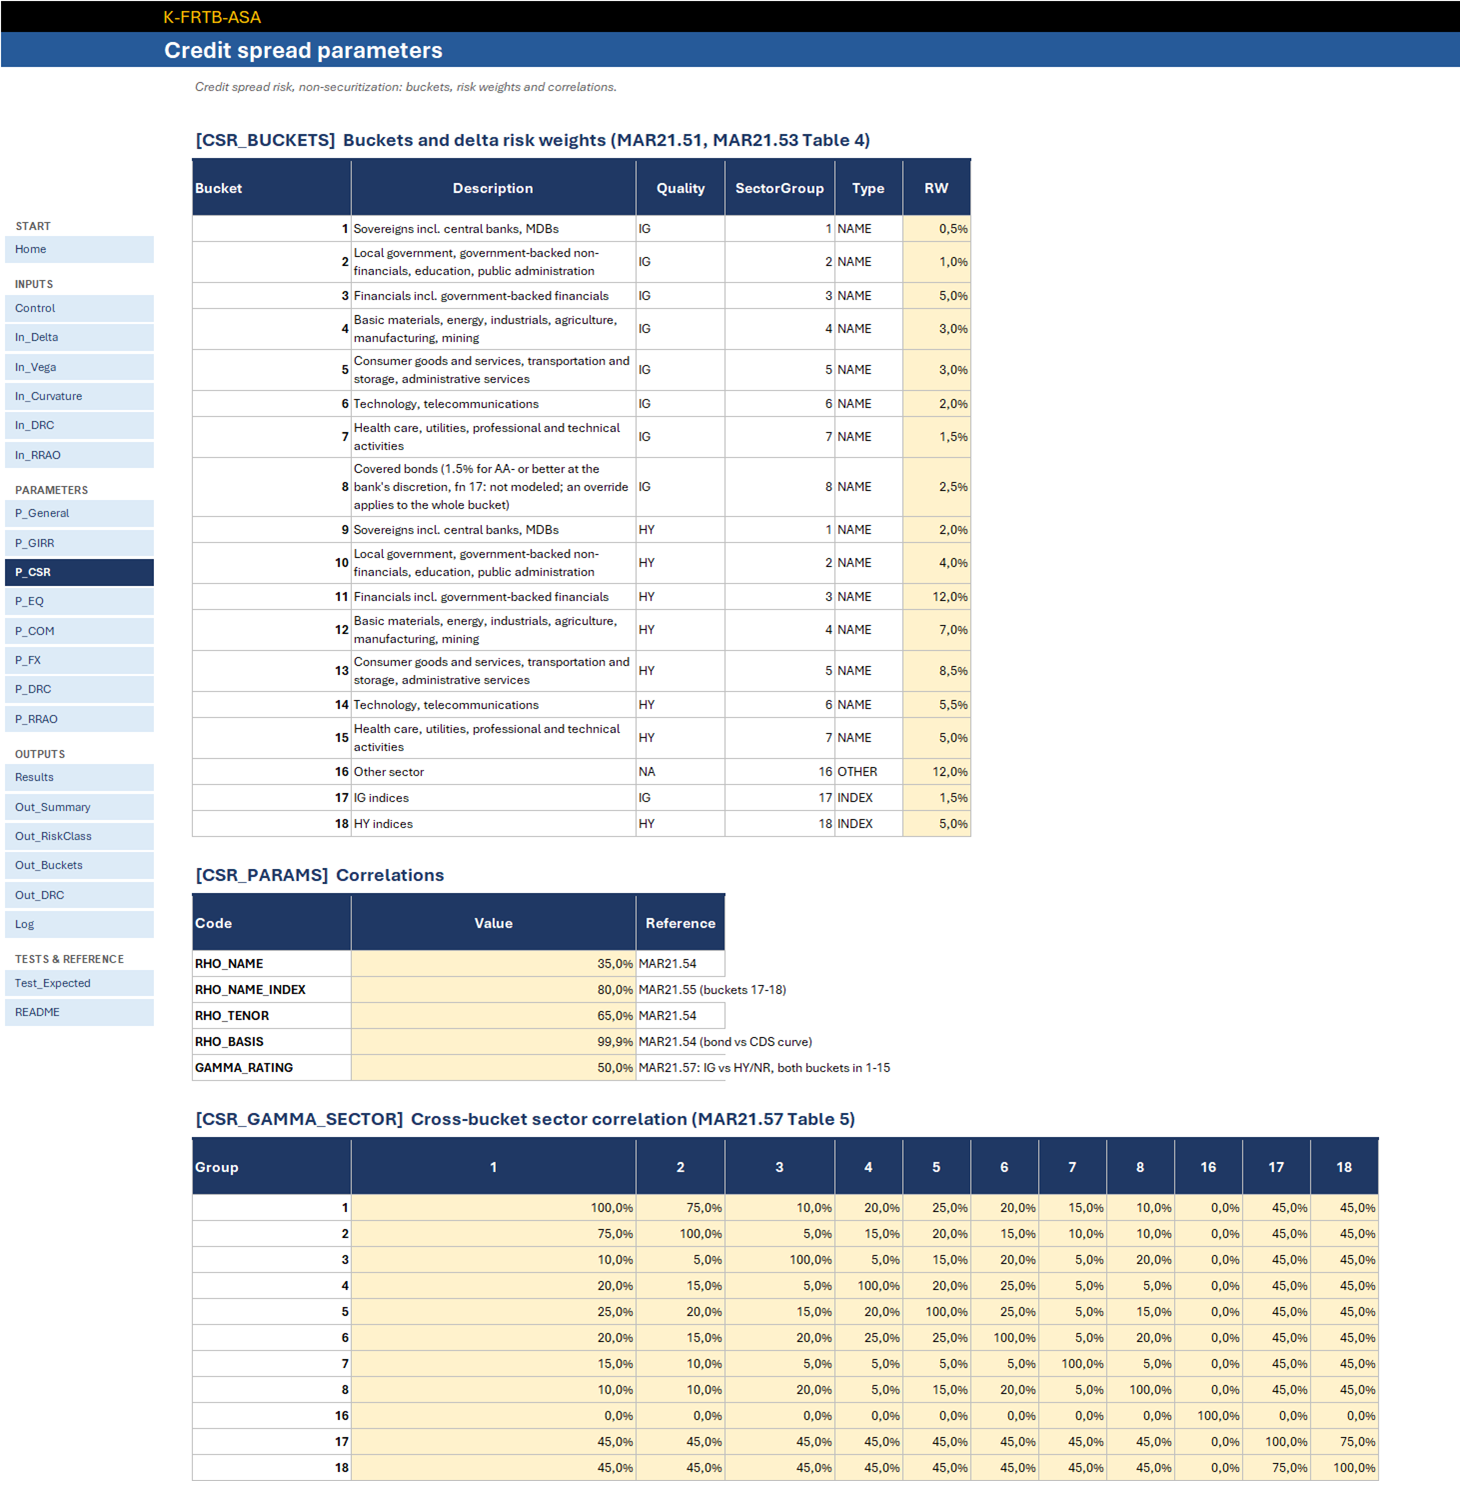 K-FRTB-ASA
Credit spread parameters
Credit spread risk, non-securitization: buckets, risk weights and correlations.
START
Home
INPUTS
Control
In_Delta
In_Vega
In_Curvature
In_DRC
In_RRAO
PARAMETERS
P_General
P_GIRR
P_CSR
P_EQ
P_COM
P_FX
P_DRC
P_RRAO
OUTPUTS
Results
Out_Summary
Out_RiskClass
Out_Buckets
Out_DRC
Log
TESTS & REFERENCE
Test_Expected
README
[CSR_BUCKETS] Buckets and delta risk weights (MAR21.51, MAR21.53 Table 4)
Bucket Description Quality SectorGroup Type RW
1 Sovereigns incl. central banks, MDBs IG 1 NAME 0,5%
2 Local government, government-backed non-
financials, education, public administration IG 2 NAME 1,0%
3 Financials incl. government-backed financials IG 3 NAME 5,0%
4 Basic materials, energy, industrials, agriculture,
manufacturing, mining IG 4 NAME 3,0%
5 Consumer goods and services, transportation and
storage, administrative services IG 5 NAME 3,0%
6 Technology, telecommunications IG 6 NAME 2,0%
7 Health care, utilities, professional and technical
activities IG 7 NAME 1,5%
Covered bonds (1.5% for AA- or better at the
8 bank's discretion, fn 17: not modeled; an override IG 8 NAME 2,5%
applies to the whole bucket)
9 Sovereigns incl. central banks, MDBs HY 1 NAME 2,0%
10 Local government, government-backed non-
financials, education, public administration HY 2 NAME 4,0%
11 Financials incl. government-backed financials HY 3 NAME 12,0%
12 Basic materials, energy, industrials, agriculture,
manufacturing, mining HY 4 NAME 7,0%
13 Consumer goods and services, transportation and
storage, administrative services HY 5 NAME 8,5%
14 Technology, telecommunications HY 6 NAME 5,5%
15 Health care, utilities, professional and technical
activities HY 7 NAME 5,0%
16 Other sector NA 16 OTHER 12,0%
17 IG indices IG 17 INDEX 1,5%
18 HY indices HY 18 INDEX 5,0%
[CSR_PARAMS] Correlations
Code Value Reference
RHO_NAME 35,0% MAR21.54
RHO_NAME_INDEX 80,0% MAR21.55 (buckets 17-18)
RHO_TENOR 65,0% MAR21.54
RHO_BASIS 99,9% MAR21.54 (bond vs CDS curve)
GAMMA_RATING 50,0% MAR21.57: IG vs HY/NR, both buckets in 1-15
[CSR_GAMMA_SECTOR] Cross-bucket sector correlation (MAR21.57 Table 5)
Group 1 2 3 4 5 6 7 8 16 17 18
1 100,0% 75,0% 10,0% 20,0% 25,0% 20,0% 15,0% 10,0% 0,0% 45,0% 45,0%
2 75,0% 100,0% 5,0% 15,0% 20,0% 15,0% 10,0% 10,0% 0,0% 45,0% 45,0%
3 10,0% 5,0% 100,0% 5,0% 15,0% 20,0% 5,0% 20,0% 0,0% 45,0% 45,0%
4 20,0% 15,0% 5,0% 100,0% 20,0% 25,0% 5,0% 5,0% 0,0% 45,0% 45,0%
5 25,0% 20,0% 15,0% 20,0% 100,0% 25,0% 5,0% 15,0% 0,0% 45,0% 45,0%
6 20,0% 15,0% 20,0% 25,0% 25,0% 100,0% 5,0% 20,0% 0,0% 45,0% 45,0%
7 15,0% 10,0% 5,0% 5,0% 5,0% 5,0% 100,0% 5,0% 0,0% 45,0% 45,0%
8 10,0% 10,0% 20,0% 5,0% 15,0% 20,0% 5,0% 100,0% 0,0% 45,0% 45,0%
16 0,0% 0,0% 0,0% 0,0% 0,0% 0,0% 0,0% 0,0% 100,0% 0,0% 0,0%
17 45,0% 45,0% 45,0% 45,0% 45,0% 45,0% 45,0% 45,0% 0,0% 100,0% 75,0%
18 45,0% 45,0% 45,0% 45,0% 45,0% 45,0% 45,0% 45,0% 0,0% 75,0% 100,0%